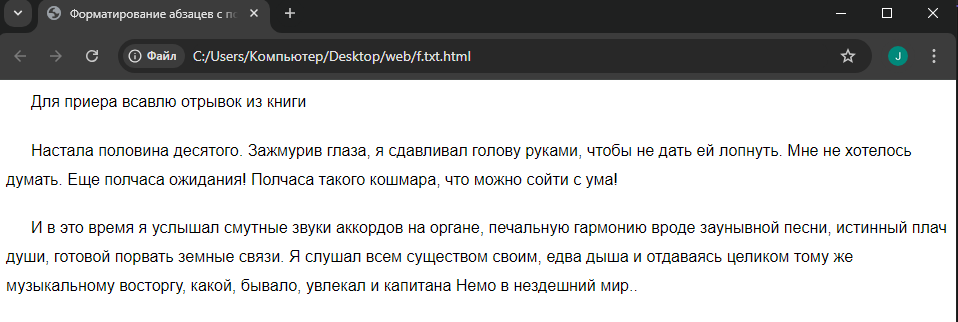 Форматирование абзацев с по
Файл C:/Users/Компьютер/Desktop/web/f.txt.html
J
Для приера всавлю отрывок из книги
Настала половина десятого. Зажмурив глаза, я сдавливал голову руками, чтобы не дать ей лопнуть. Мне не хотелось
думать. Еще полчаса ожидания! Полчаса такого кошмара, что можно сойти с ума!
И в это время я услышал смутные звуки аккордов на органе, печальную гармонию вроде заунывной песни, истинный плач
души, готовой порвать земные связи. Я слушал всем существом своим, едва дыша и отдаваясь целиком тому же
музыкальному восторгу, какой, бывало, увлекал и капитана Немо в нездешний мир..